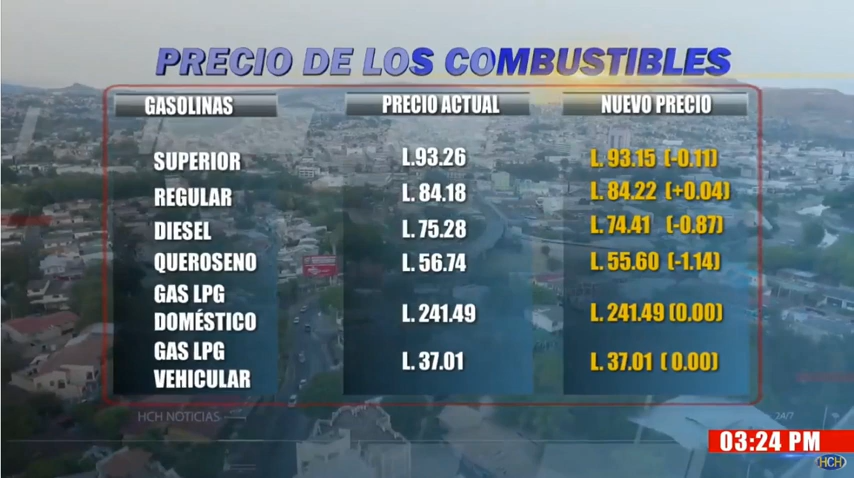 PRECIO DE LOS COMBUSTIBLES
GASOLINAS PRECIO ACTUAL NUEVO PRECIO
SUPERIOR L.93.26 L. 93.15 (-0.11)
REGULAR L. 84.18 L. 84.22 (+0.04)
DIESEL L. 75.28 L. 74.41 (-0.87)
QUEROSENO L. 56.74 L. 55.60 (-1.14)
GAS LPG
DOMÉSTICO L. 241.49 L. 241.49 (0.00)
GAS LPG
VEHICULAR L. 37.01 L. 37.01 ( 0.00)
HCH NOTICIAS 24/7
03:24 PM
HCH